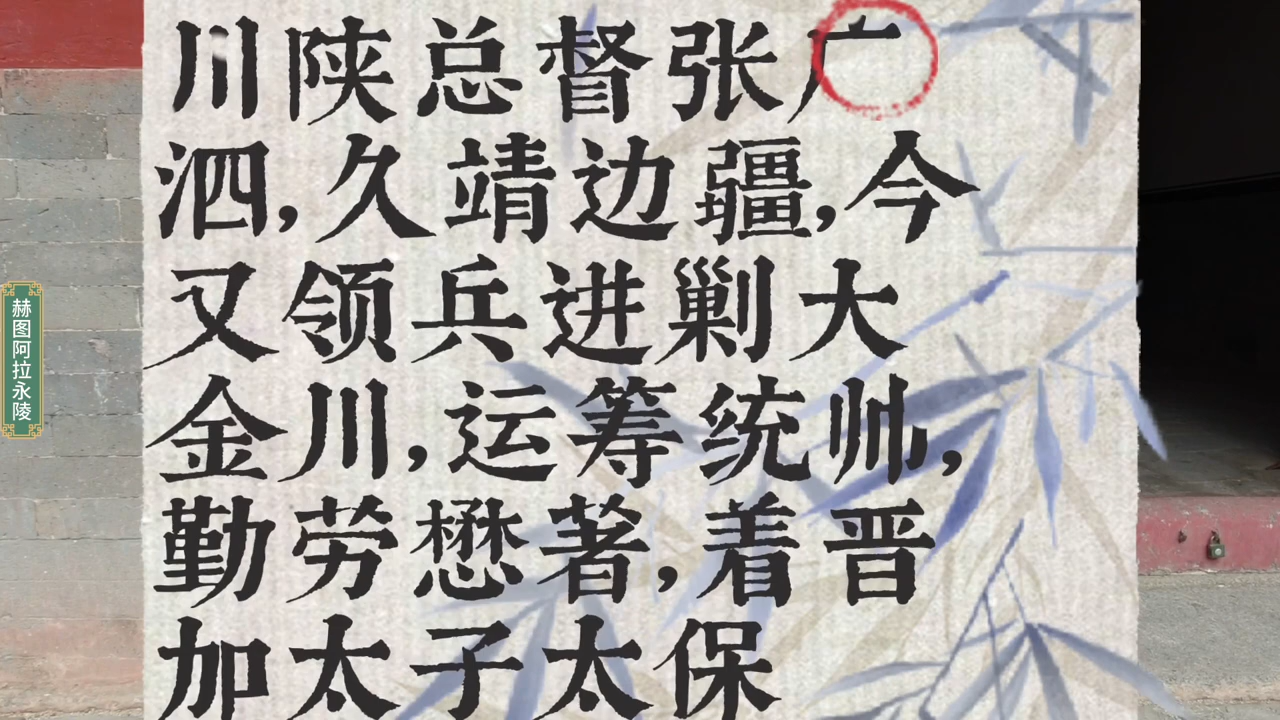 川陕总督张广
泗,久靖边疆,今
又领兵进剿大
金川,运筹统帅,
勤劳懋著,着晋
加太子太保
赫图阿拉永陵